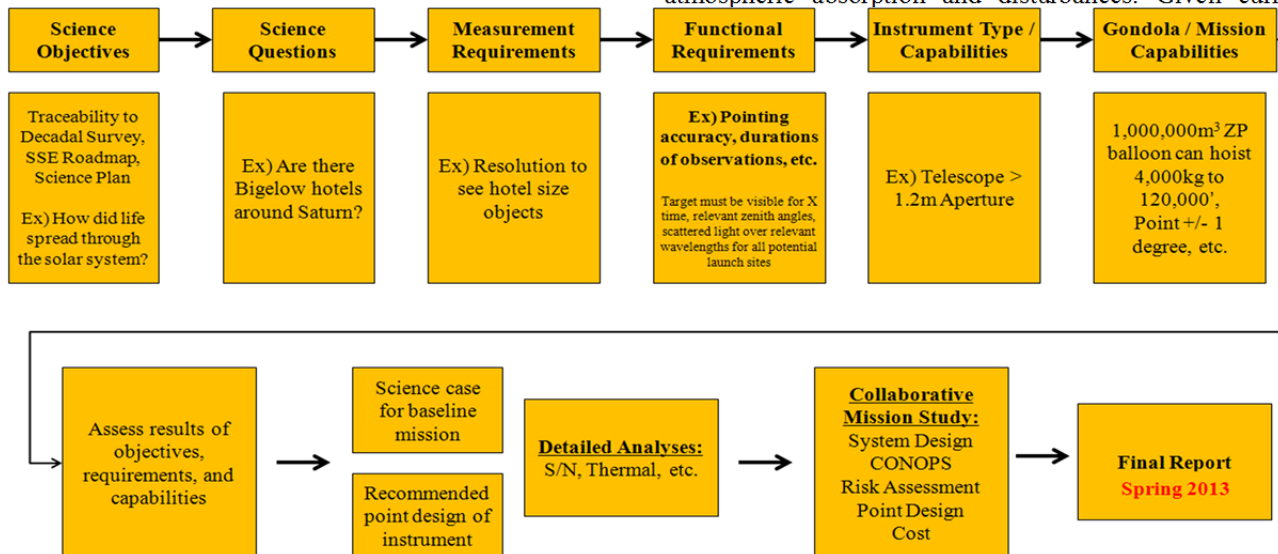 atmospheric absorption and disturbances. Given
Science
Objectives
Science
Questions
Measurement
Requirements
Functional
Requirements
Instrument Type /
Capabilities
Gondola / Mission
Capabilities
Traceability to
Decadal Survey,
SSE Roadmap,
Science Plan
Ex) How did life
spread through
the solar system?
Ex) Are there
Bigelow hotels
around Saturn?
Ex) Resolution to
see hotel size
objects
Ex) Pointing
accuracy, durations
of observations, etc.
Target must be visible for X
time, relevant zenith angles,
scattered light over relevant
wavelengths for all potential
launch sites
Ex) Telescope >
1.2m Aperture
1,000,000m³ ZP
balloon can hoist
4,000kg to
120,000’,
Point +/- 1
degree, etc.
Assess results of
objectives,
requirements, and
capabilities
Science case
for baseline
mission
Recommended
point design of
instrument
Detailed Analyses:
S/N, Thermal, etc.
Collaborative
Mission Study:
System Design
CONOPS
Risk Assessment
Point Design
Cost
Final Report
Spring 2013